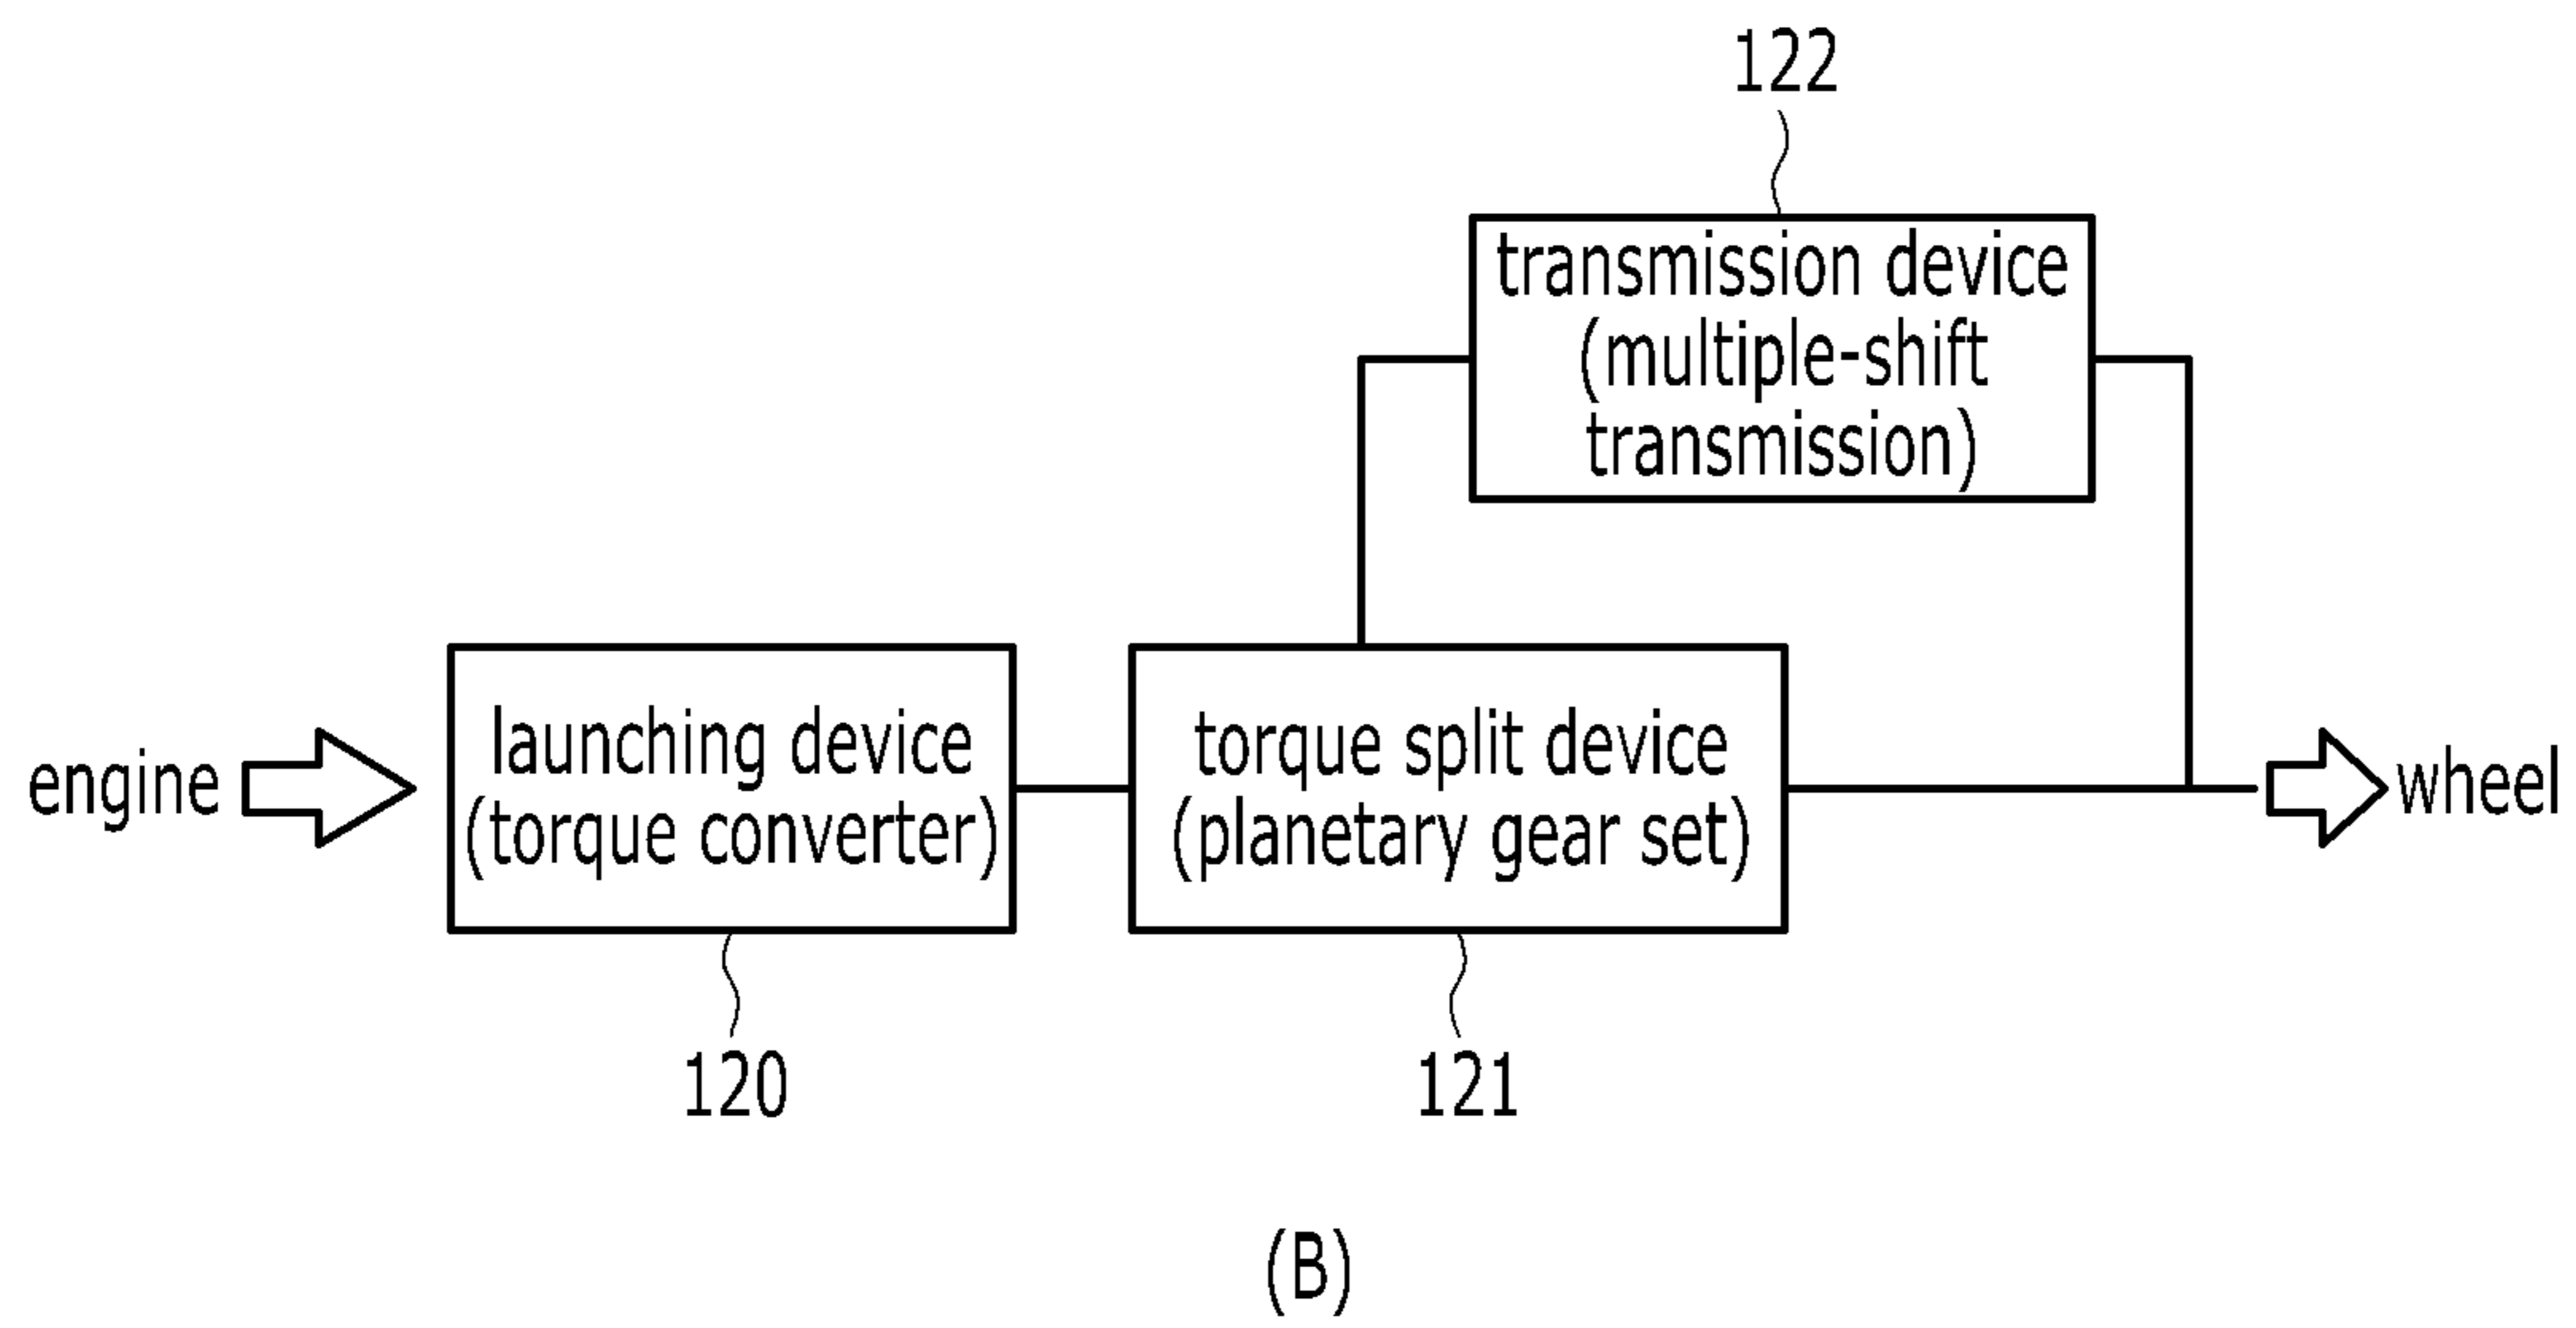 122
transmission device
(multiple-shift
transmission)
engine
launching device
(torque converter)
torque split device
(planetary gear set)
wheel
120
121
(B)